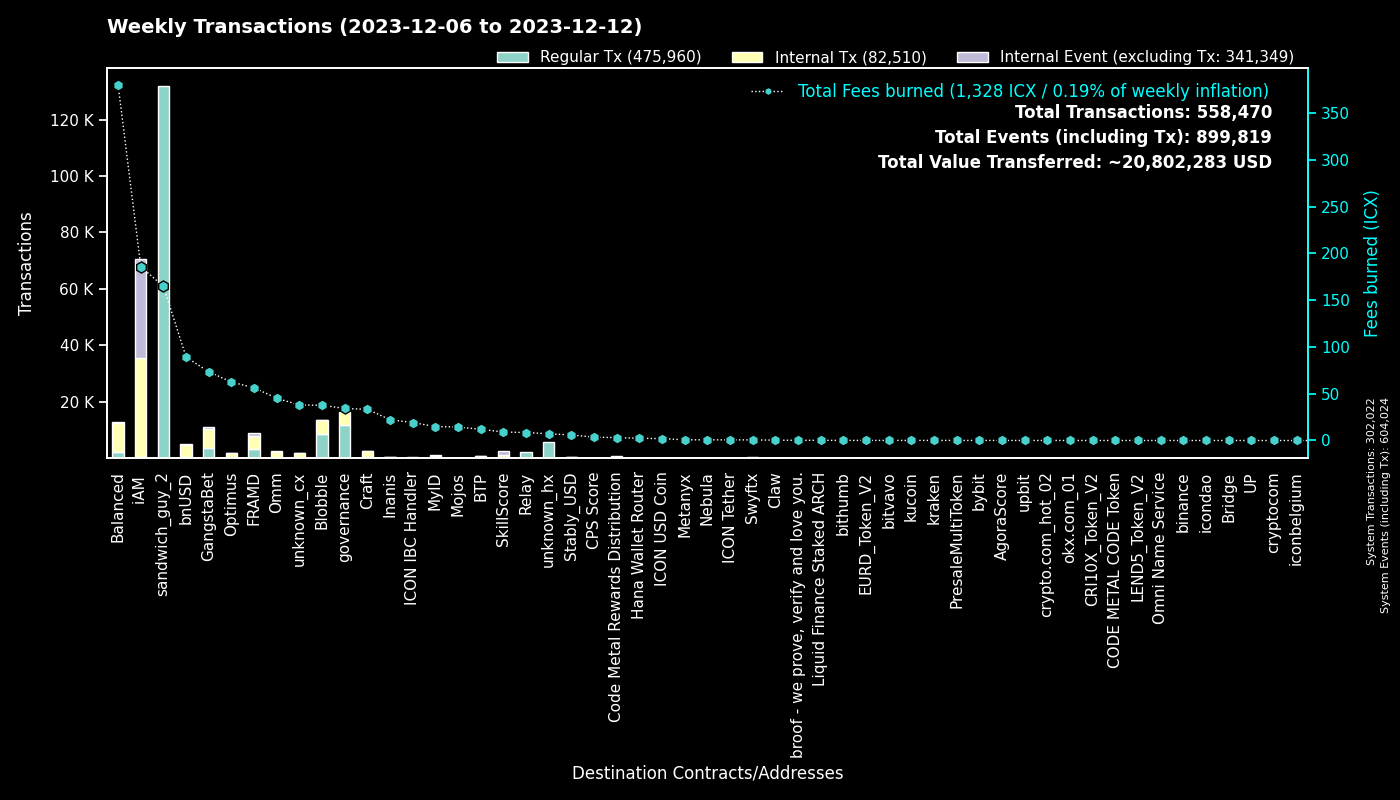 Weekly Transactions (2023-12-06 to 2023-12-12)
Regular Tx (475,960)
Internal Tx (82,510)
Internal Event (excluding Tx: 341,349)
Total Fees burned (1,328 ICX / 0.19% of weekly inflation)
Total Transactions: 558,470
Total Events (including Tx): 899,819
Total Value Transferred: ~20,802,283 USD
Transactions
120 K
100 K
80 K
60 K
40 K
20 K
350
300
250
200
150
100
50
0
Fees burned (ICX)
System Transactions: 302,022
System Events (including Tx): 604,024
Balanced
iAM
sandwich_guy_2
bnUSD
GangstaBet
Optimus
FRAMD
Omm
unknown_cx
Blobble
governance
Craft
Inanis
ICON IBC Handler
MyID
Mojos
BTP
SkillScore
Relay
unknown_hx
Stably_USD
CPS Score
Code Metal Rewards Distribution
Hana Wallet Router
ICON USD Coin
Metanyx
Nebula
ICON Tether
Swyftx
Claw
broof - we prove, verify and love you.
Liquid Finance Staked ARCH
bithumb
EURD_Token_V2
bitvavo
kucoin
kraken
PresaleMultiToken
bybit
AgoraScore
upbit
crypto.com_hot_02
okx.com_01
CRI10X_Token_V2
CODE METAL CODE Token
LEND5_Token_V2
Omni Name Service
binance
icondao
Bridge
UP
cryptocom
iconbelgium
Destination Contracts/Addresses